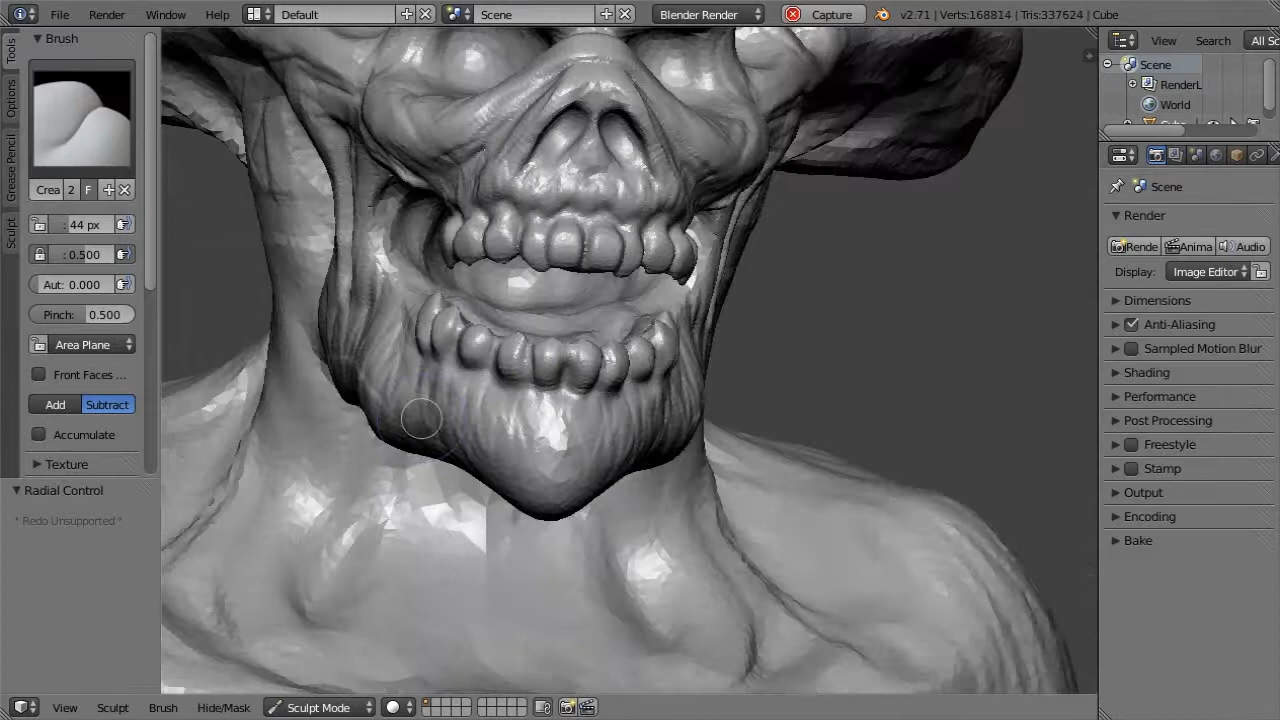 File Render Window Help Default Scene Blender Render Capture v2.71 | Verts:168814 | Tris:337624 | Cube
Tools
Options
Grease Pencil
Sculpt
Brush
Crea 2 F
: 44 px
: 0.500
Aut: 0.000
Pinch: 0.500
Area Plane
Front Faces ...
Add Subtract
Accumulate
Texture
Radial Control
* Redo Unsupported *
View Search All Sc
Scene
RenderL
World
Scene
Render
Rende Anima Audio
Display: Image Editor
Dimensions
Anti-Aliasing
Sampled Motion Blur
Shading
Performance
Post Processing
Freestyle
Stamp
Output
Encoding
Bake
View Sculpt Brush Hide/Mask Sculpt Mode